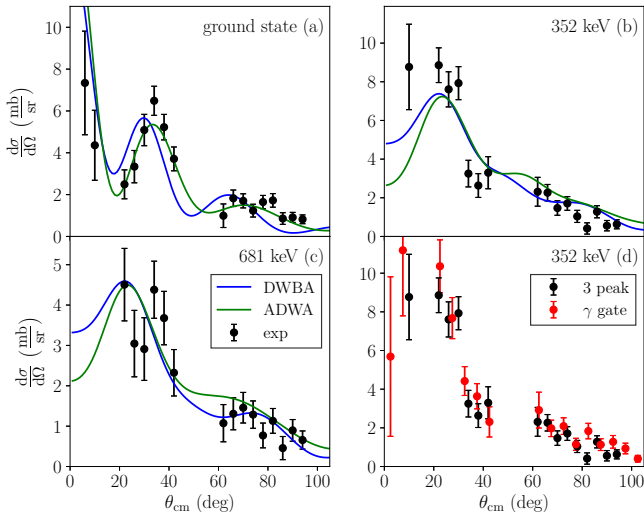 ground state (a)
352 keV (b)
dσ/dΩ (mb/sr)
0
2
4
6
8
10
0
2
4
6
8
10
681 keV (c)
352 keV (d)
DWBA
ADWA
exp
3 peak
γ gate
dσ/dΩ (mb/sr)
0
1
2
3
4
5
0
2
4
6
8
10
0 20 40 60 80 100
0 20 40 60 80 100
θcm (deg)
θcm (deg)